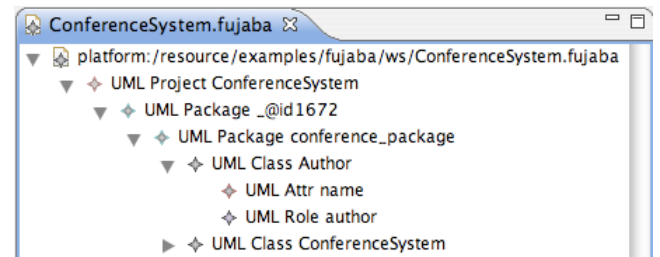 ConferenceSystem.fujaba
platform:/resource/examples/fujaba/ws/ConferenceSystem.fujaba
UML Project ConferenceSystem
UML Package _@id1672
UML Package conference_package
UML Class Author
UML Attr name
UML Role author
UML Class ConferenceSystem